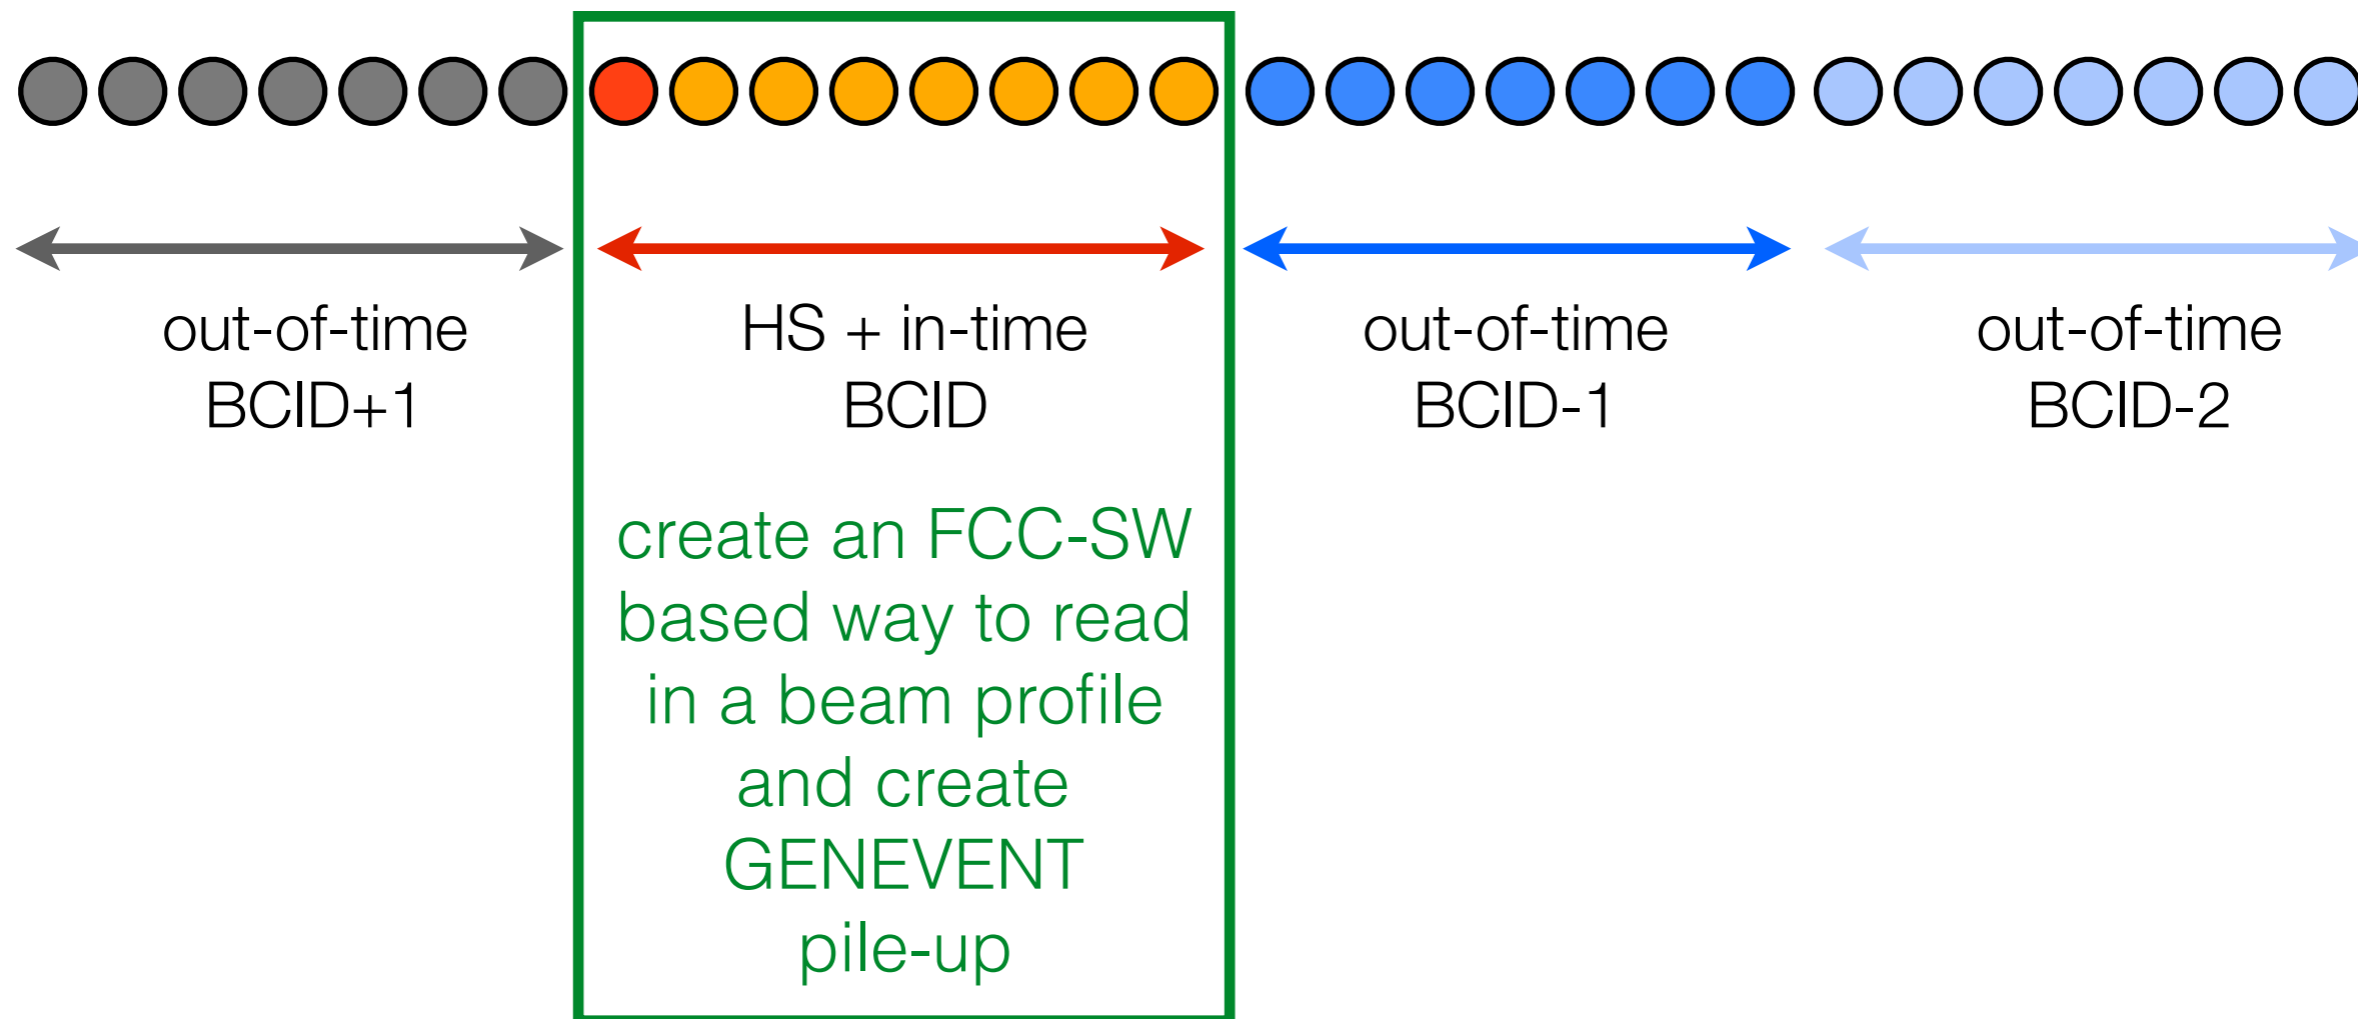 out-of-time
BCID+1
HS + in-time
BCID
out-of-time
BCID-1
out-of-time
BCID-2
create an FCC-SW
based way to read
in a beam profile
and create
GENEVENT
pile-up